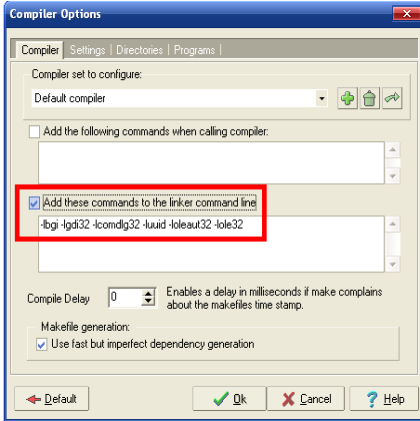 Compiler Options
Compiler Settings | Directories | Programs |
Compiler set to configure:
Default compiler
Add the following commands when calling compiler:
Add these commands to the linker command line
-lbgi -lgdi32 -lcomdlg32 -luuid -loleaut32 -lole32
Compile Delay 0 Enables a delay in milliseconds if make complains
about the makefiles time stamp.
Makefile generation:
Use fast but imperfect dependency generation
Default Ok Cancel Help